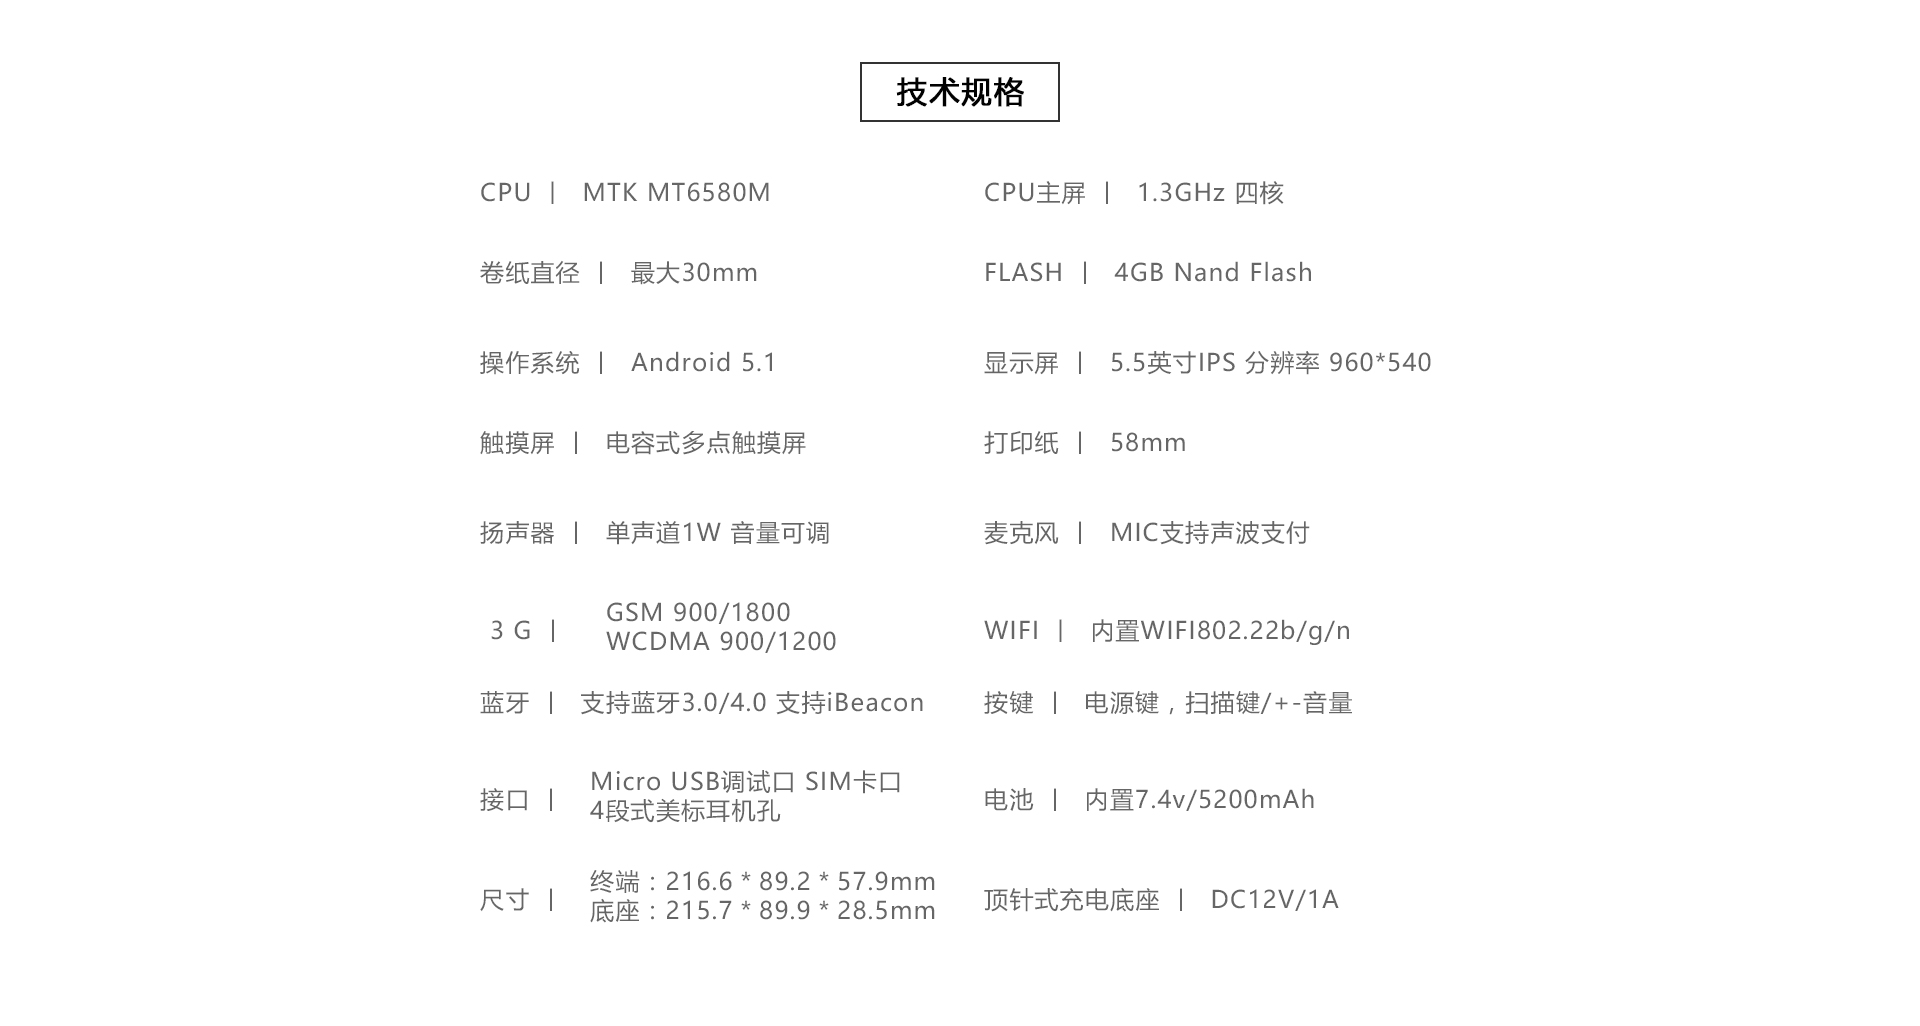 技术规格
CPU | MTK MT6580M
CPU主屏 | 1.3GHz 四核
卷纸直径 | 最大30mm
FLASH | 4GB Nand Flash
操作系统 | Android 5.1
显示屏 | 5.5英寸IPS 分辨率 960*540
触摸屏 | 电容式多点触摸屏
打印纸 | 58mm
扬声器 | 单声道1W 音量可调
麦克风 | MIC支持声波支付
3 G | GSM 900/1800
WCDMA 900/1200
WIFI | 内置WIFI802.22b/g/n
蓝牙 | 支持蓝牙3.0/4.0 支持iBeacon
按键 | 电源键，扫描键/+-音量
接口 | Micro USB调试口 SIM卡口
4段式美标耳机孔
电池 | 内置7.4v/5200mAh
尺寸 | 终端：216.6 * 89.2 * 57.9mm
底座：215.7 * 89.9 * 28.5mm
顶针式充电底座 | DC12V/1A